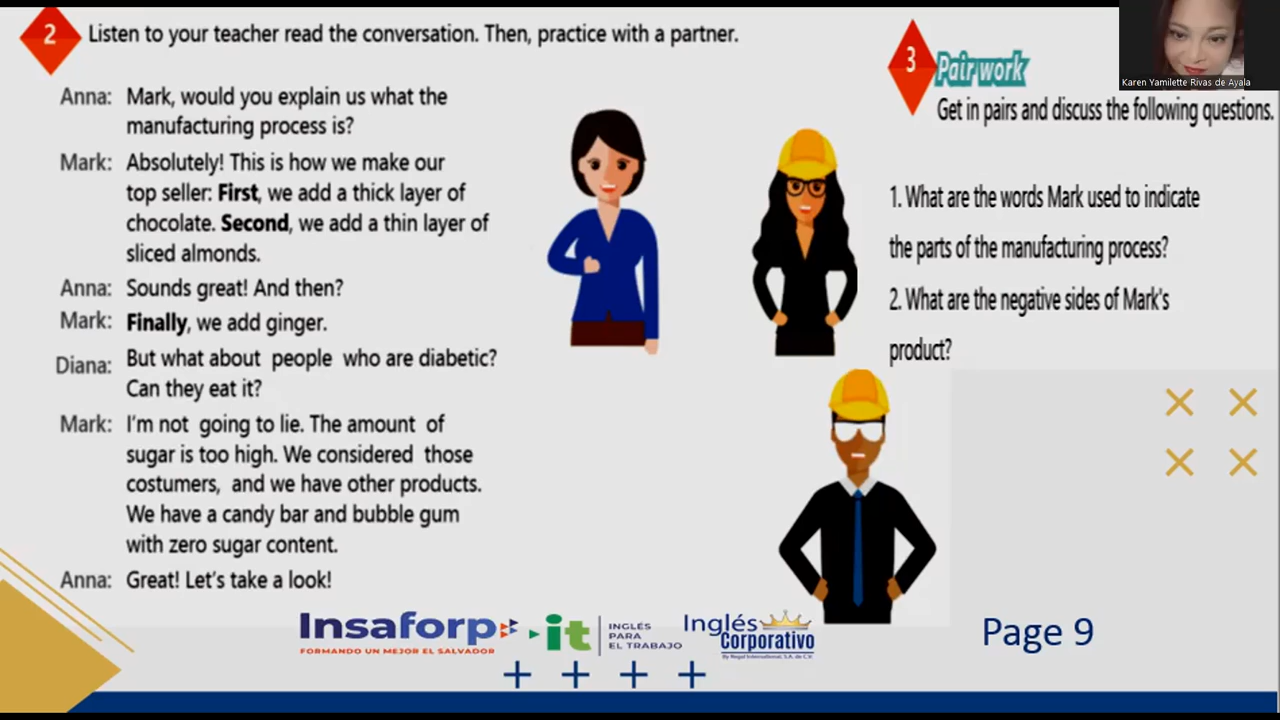 2 Listen to your teacher read the conversation. Then, practice with a partner.
Anna: Mark, would you explain us what the
manufacturing process is?
Mark: Absolutely! This is how we make our
top seller: First, we add a thick layer of
chocolate. Second, we add a thin layer of
sliced almonds.
Anna: Sounds great! And then?
Mark: Finally, we add ginger.
Diana: But what about people who are diabetic?
Can they eat it?
Mark: I'm not going to lie. The amount of
sugar is too high. We considered those
costumers, and we have other products.
We have a candy bar and bubble gum
with zero sugar content.
Anna: Great! Let's take a look!
3 Pair work
Get in pairs and discuss the following questions.
1. What are the words Mark used to indicate
the parts of the manufacturing process?
2. What are the negative sides of Mark's
product?
Karen Yamilette Rivas de Ayala
Insaforp
FORMANDO UN MEJOR EL SALVADOR
it
INGLÉS
PARA
EL TRABAJO
Inglés
Corporativo
By Regal International, S.A. de C.V.
Page 9